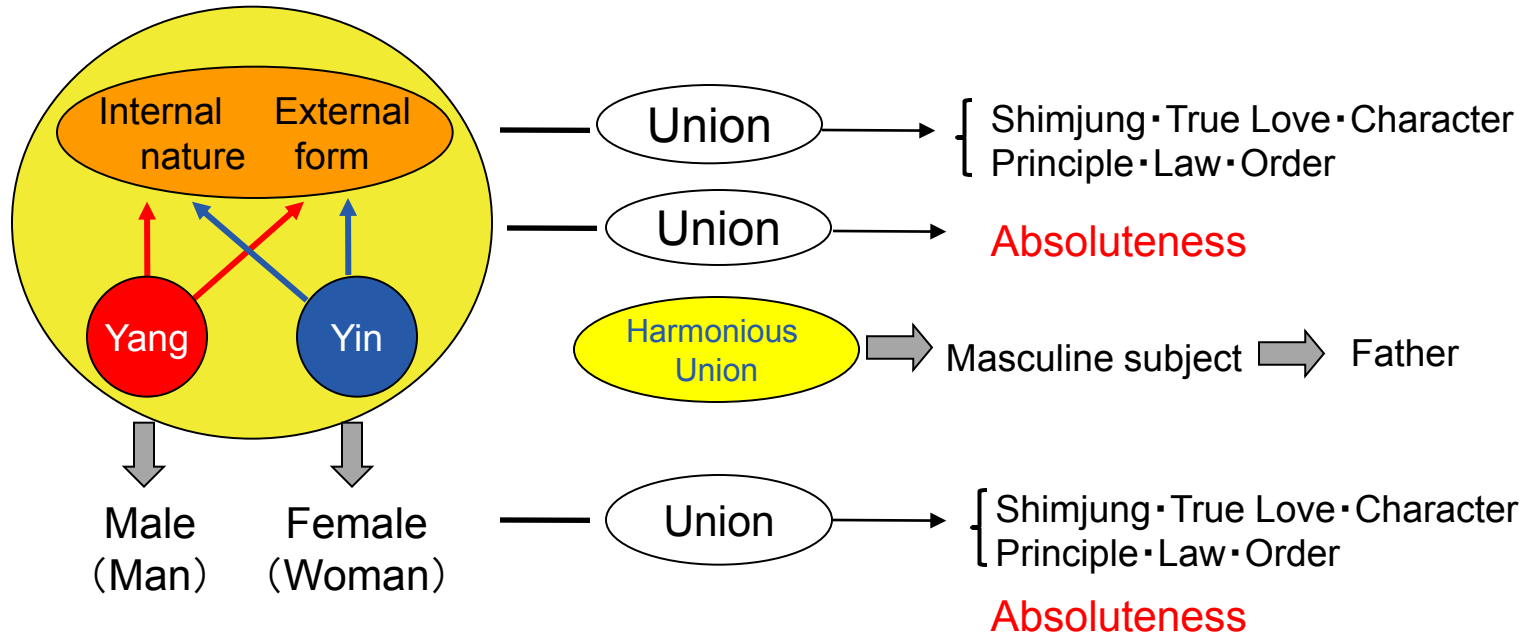 Internal External
nature form
Yang
Yin
Male
(Man)
Female
(Woman)
Union
Shimjung・True Love・Character
Principle・Law・Order
Union
Absoluteness
Harmonious
Union
Masculine subject
Father
Union
Shimjung・True Love・Character
Principle・Law・Order
Absoluteness